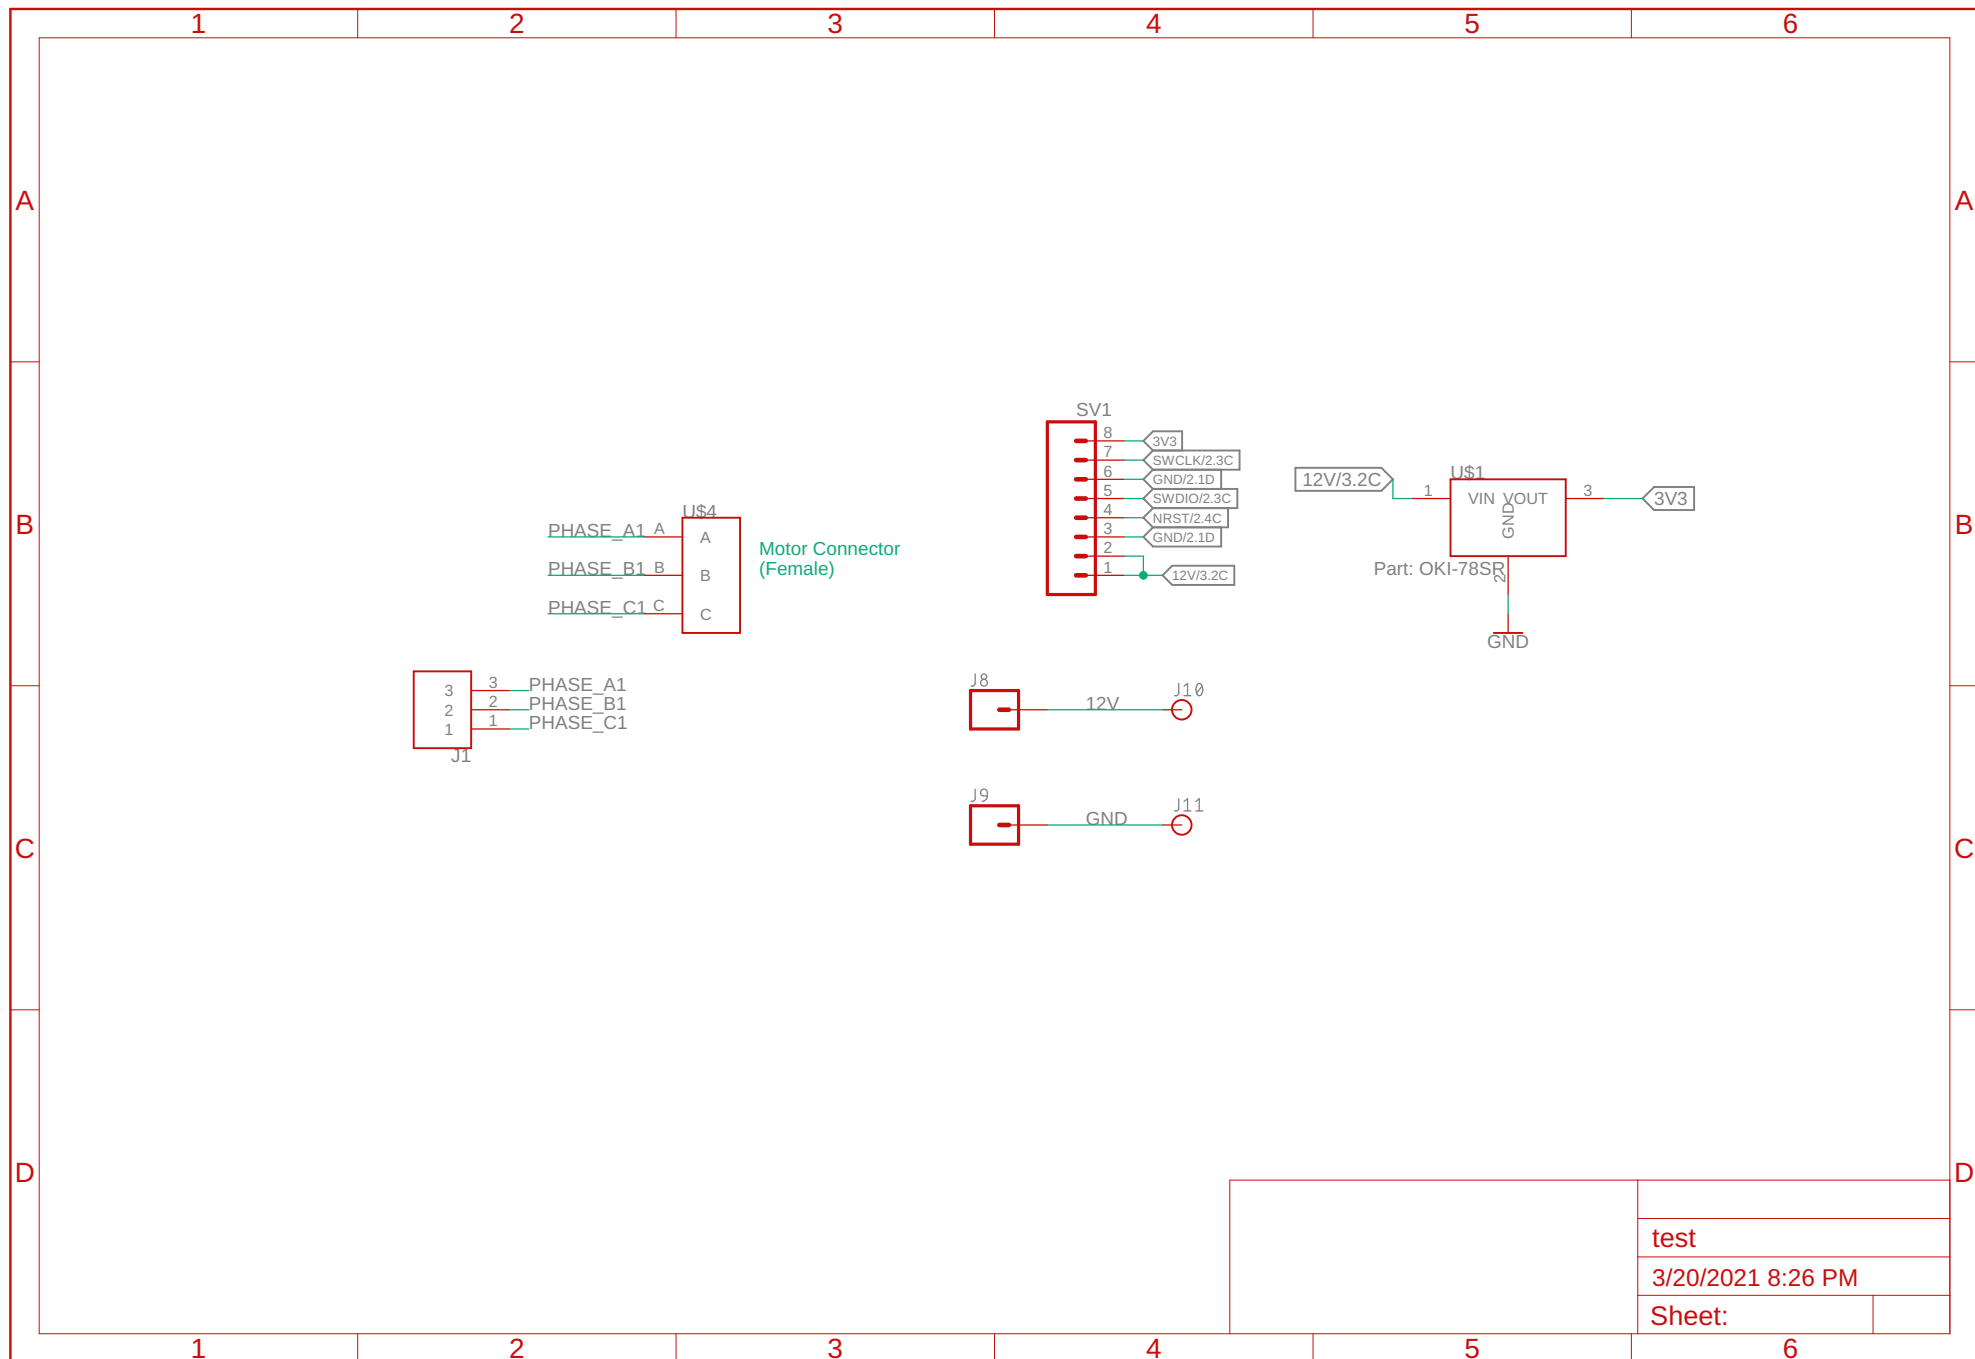 1 2 3 4 5 6
A A
SV1
8 3V3
7 SWCLK/2.3C
6 GND/2.1D
5 SWDIO/2.3C
4 NRST/2.4C
3 GND/2.1D
2
1 12V/3.2C
12V/3.2C
U$1
1 VIN VOUT 3
GND
3V3
Part: OKI-78SR
2
GND
B B
U$4
PHASE_A1 A A
PHASE_B1 B B
PHASE_C1 C C
Motor Connector
(Female)
3 3 PHASE_A1
2 2 PHASE_B1
1 1 PHASE_C1
J1
J8 12V J10
J9 GND J11
C C
D D
test
3/20/2021 8:26 PM
Sheet:
1 2 3 4 5 6